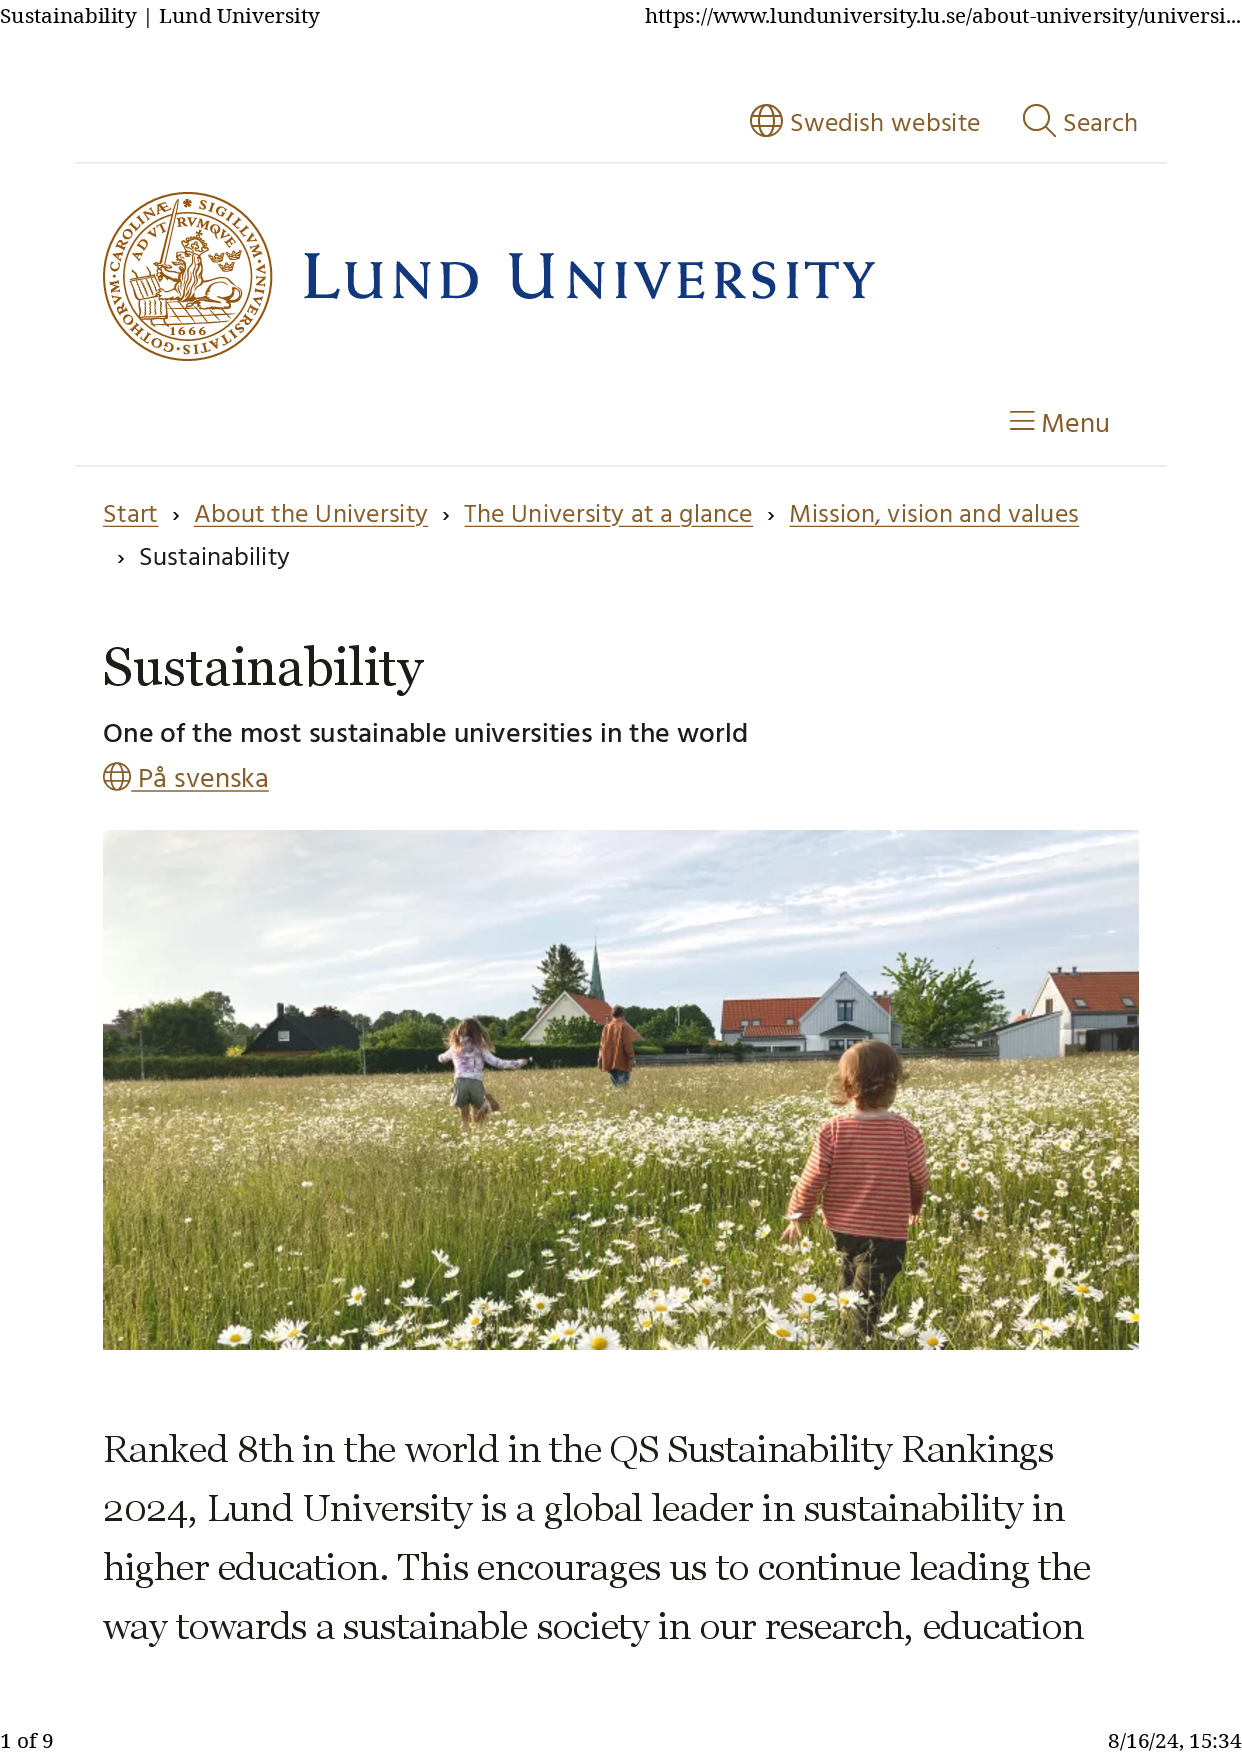 Sustainability | Lund University
https://www.lunduniversity.lu.se/about-university/universi...
Swedish website
Search
SIGILLVM·VNIVERSITATIS·GOTHORVM·CAROLINÆ
AD VTRVMQVE
1666
LUND UNIVERSITY
Menu
Start › About the University › The University at a glance › Mission, vision and values
› Sustainability
Sustainability
One of the most sustainable universities in the world
På svenska
Ranked 8th in the world in the QS Sustainability Rankings
2024, Lund University is a global leader in sustainability in
higher education. This encourages us to continue leading the
way towards a sustainable society in our research, education
1 of 9
8/16/24, 15:34